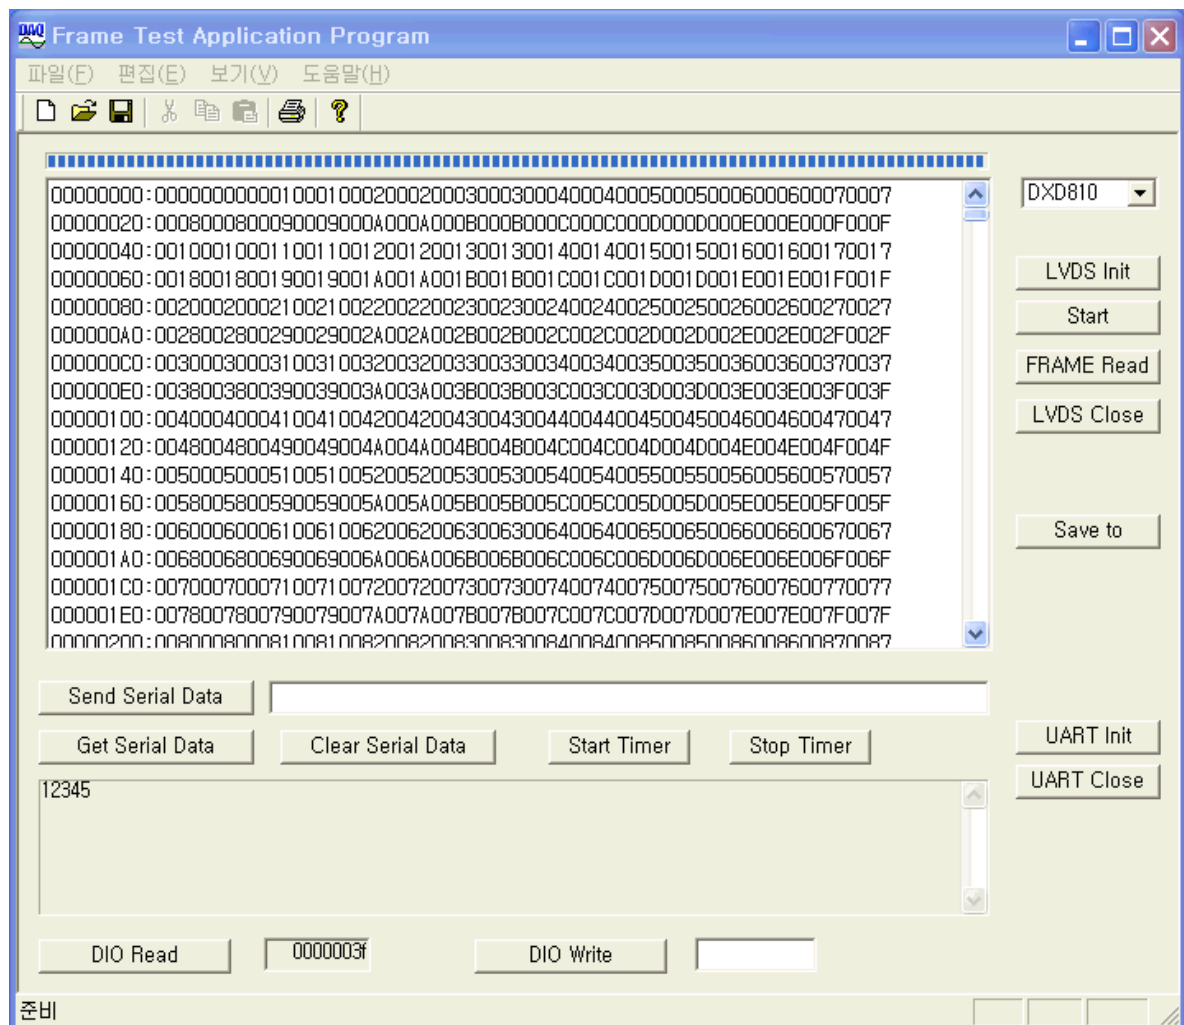 DAQ Frame Test Application Program
파일(F) 편집(E) 보기(V) 도움말(H)
00000000:0000000000010001000200020003000300040004000500050006000600070007
00000020:0008000800090009000A000A000B000B000C000C000D000D000E000E000F000F
00000040:0010001000110011001200120013001300140014001500150016001600170017
00000060:0018001800190019001A001A001B001B001C001C001D001D001E001E001F001F
00000080:0020002000210021002200220023002300240024002500250026002600270027
000000A0:0028002800290029002A002A002B002B002C002C002D002D002E002E002F002F
000000C0:0030003000310031003200320033003300340034003500350036003600370037
000000E0:0038003800390039003A003A003B003B003C003C003D003D003E003E003F003F
00000100:0040004000410041004200420043004300440044004500450046004600470047
00000120:0048004800490049004A004A004B004B004C004C004D004D004E004E004F004F
00000140:0050005000510051005200520053005300540054005500550056005600570057
00000160:0058005800590059005A005A005B005B005C005C005D005D005E005E005F005F
00000180:0060006000610061006200620063006300640064006500650066006600670067
000001A0:0068006800690069006A006A006B006B006C006C006D006D006E006E006F006F
000001C0:0070007000710071007200720073007300740074007500750076007600770077
000001E0:0078007800790079007A007A007B007B007C007C007D007D007E007E007F007F
00000200:0080008000810081008200820083008300840084008500850086008600870087
DXD810
LVDS Init
Start
FRAME Read
LVDS Close
Save to
Send Serial Data
Get Serial Data Clear Serial Data Start Timer Stop Timer
UART Init
UART Close
12345
DIO Read 0000003f DIO Write
준비